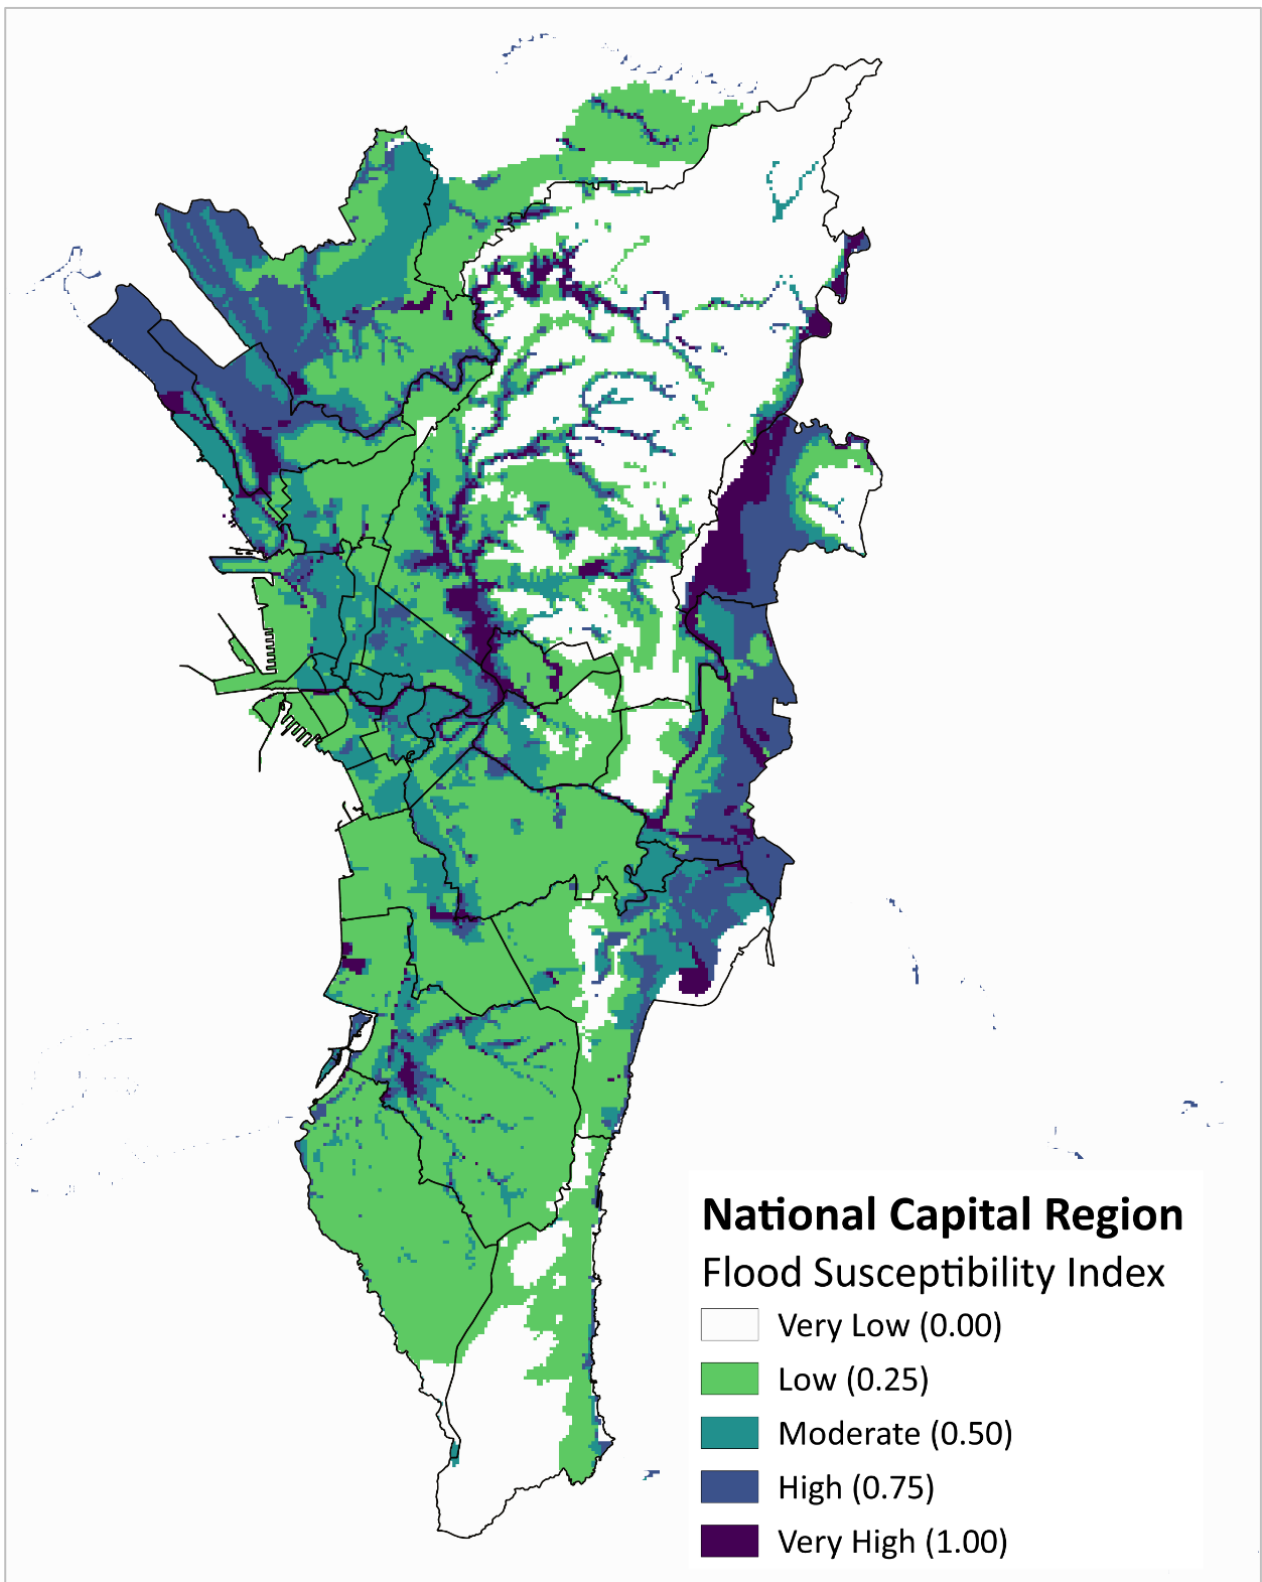 National Capital Region
Flood Susceptibility Index
Very Low (0.00)
Low (0.25)
Moderate (0.50)
High (0.75)
Very High (1.00)